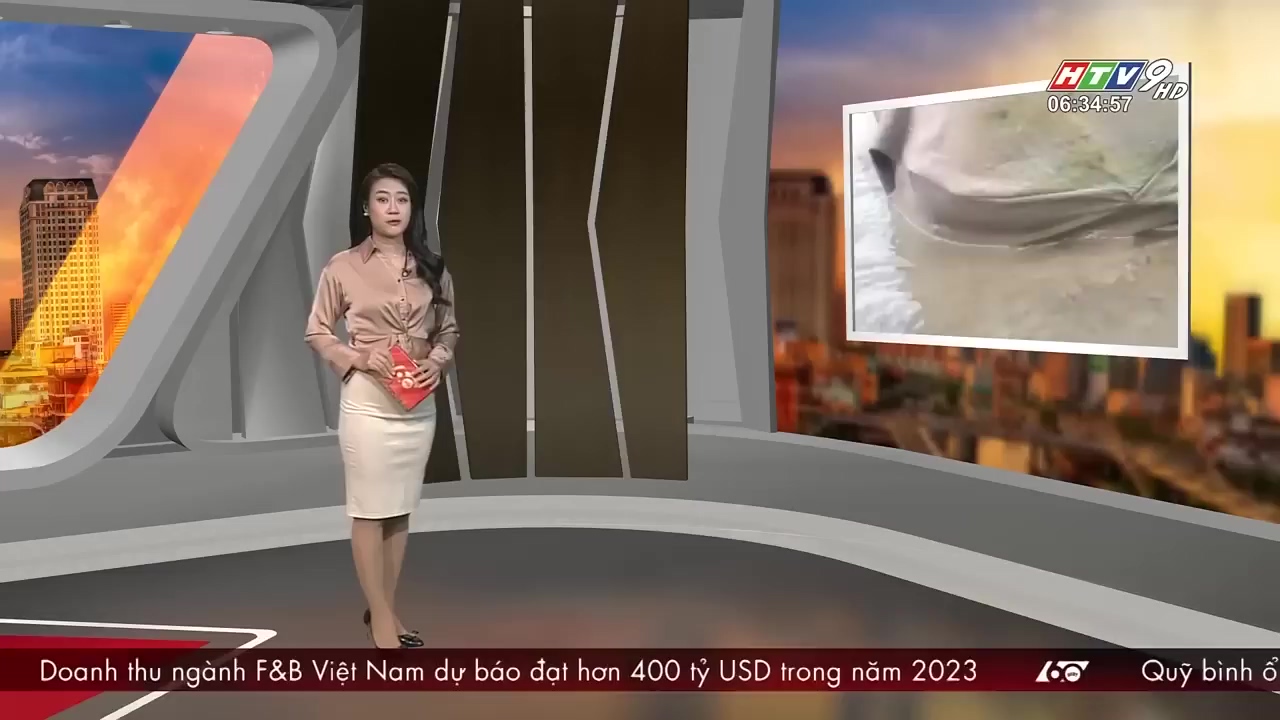 HTV9
HD
06:34:57
Doanh thu ngành F&B Việt Nam dự báo đạt hơn 400 tỷ USD trong năm 2023
60
Quỹ bình ổ